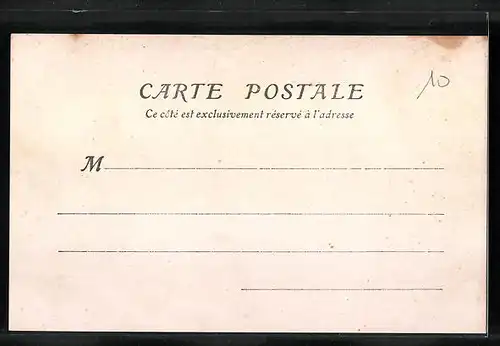 10
CARTE POSTALE
Ce côté est exclusivement réservé à l'adresse
M